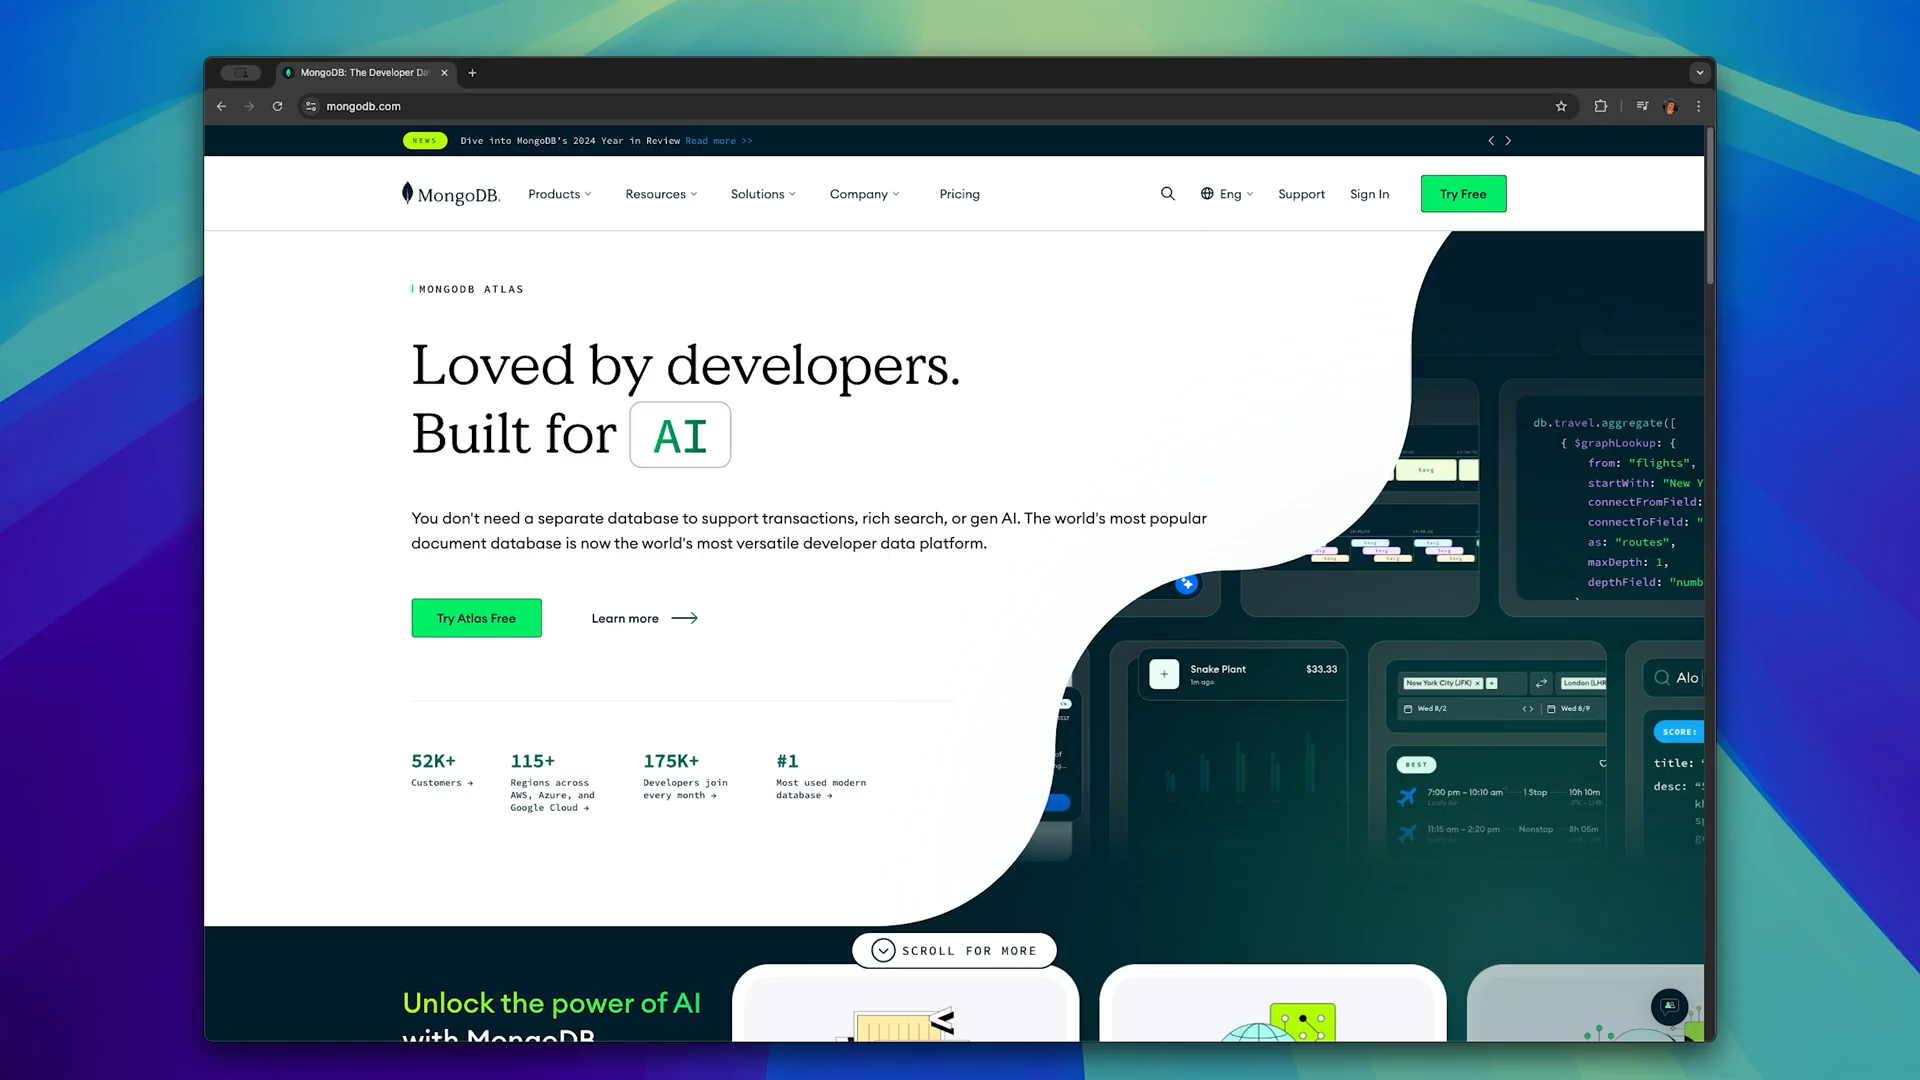 MongoDB: The Developer Da
mongodb.com
NEWS Dive into MongoDB's 2024 Year in Review Read more >>
MongoDB. Products Resources Solutions Company Pricing Eng Support Sign In Try Free
MONGODB ATLAS
Loved by developers.
Built for AI
You don't need a separate database to support transactions, rich search, or gen AI. The world's most popular
document database is now the world's most versatile developer data platform.
Try Atlas Free Learn more
52K+
Customers →
115+
Regions across
AWS, Azure, and
Google Cloud →
175K+
Developers join
every month →
#1
Most used modern
database →
db.travel.aggregate([
{ $graphLookup: {
from: "flights",
startWith: "New Y
connectFromField:
connectToField: "
as: "routes",
maxDepth: 1,
depthField: "numb
Snake Plant $33.33
1m ago
New York City (JFK) × + London (LHR
Wed 8/2 Wed 8/9
BEST
7:00 pm – 10:10 am 1 Stop 10h 10m
Leafy Air JFK – LHR
11:15 am – 2:20 pm Nonstop 8h 05m
Alo
SCORE:
title: "
desc: "S
SCROLL FOR MORE
Unlock the power of AI
with MongoDB